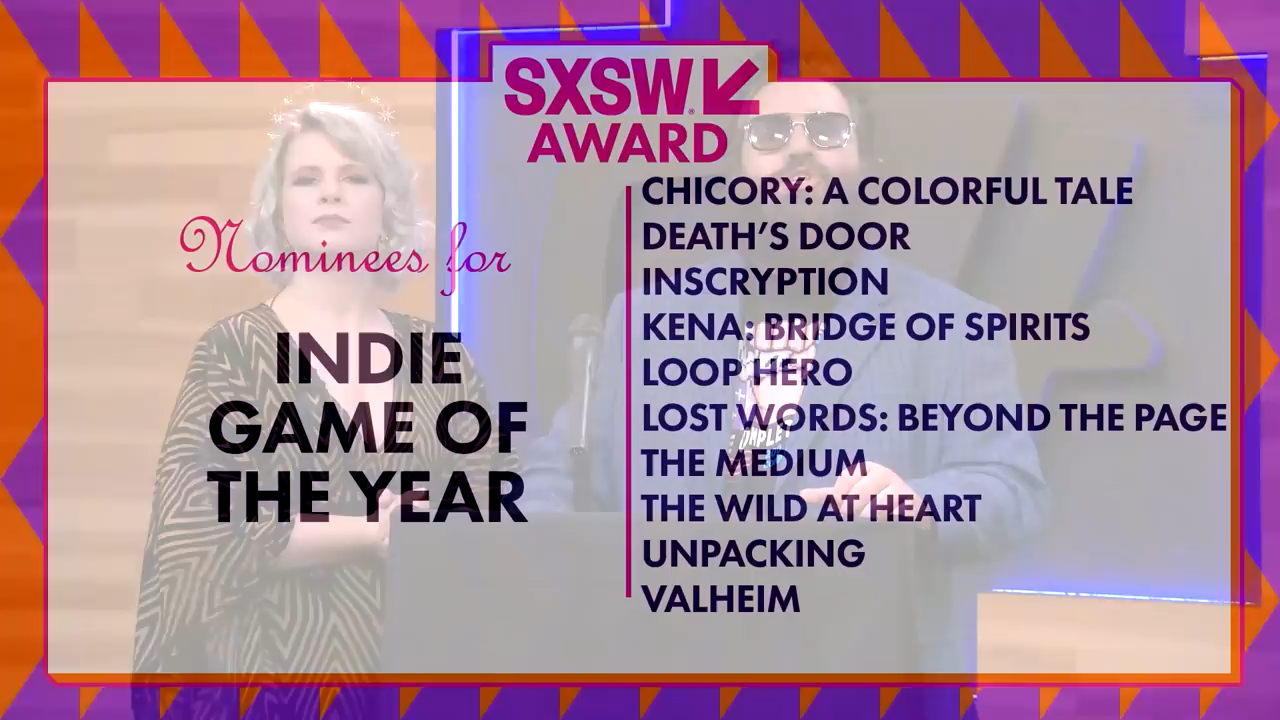 SXSW
AWARD
Nominees for
INDIE
GAME OF
THE YEAR
CHICORY: A COLORFUL TALE
DEATH'S DOOR
INSCRYPTION
KENA: BRIDGE OF SPIRITS
LOOP HERO
LOST WORDS: BEYOND THE PAGE
THE MEDIUM
THE WILD AT HEART
UNPACKING
VALHEIM